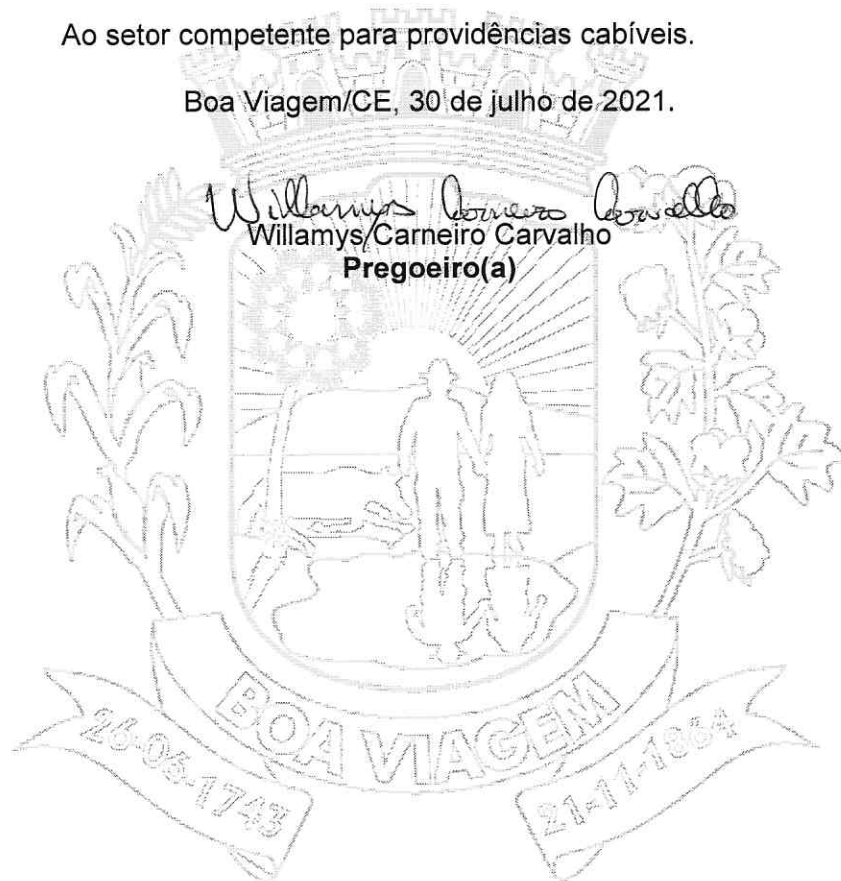 Ao setor competente para providências cabíveis.
Boa Viagem/CE, 30 de julho de 2021.
Willamys Carneiro Carvalho
Willamys Carneiro Carvalho
Pregoeiro(a)
BOA VIAGEM
26-06-1743
21-11-1864